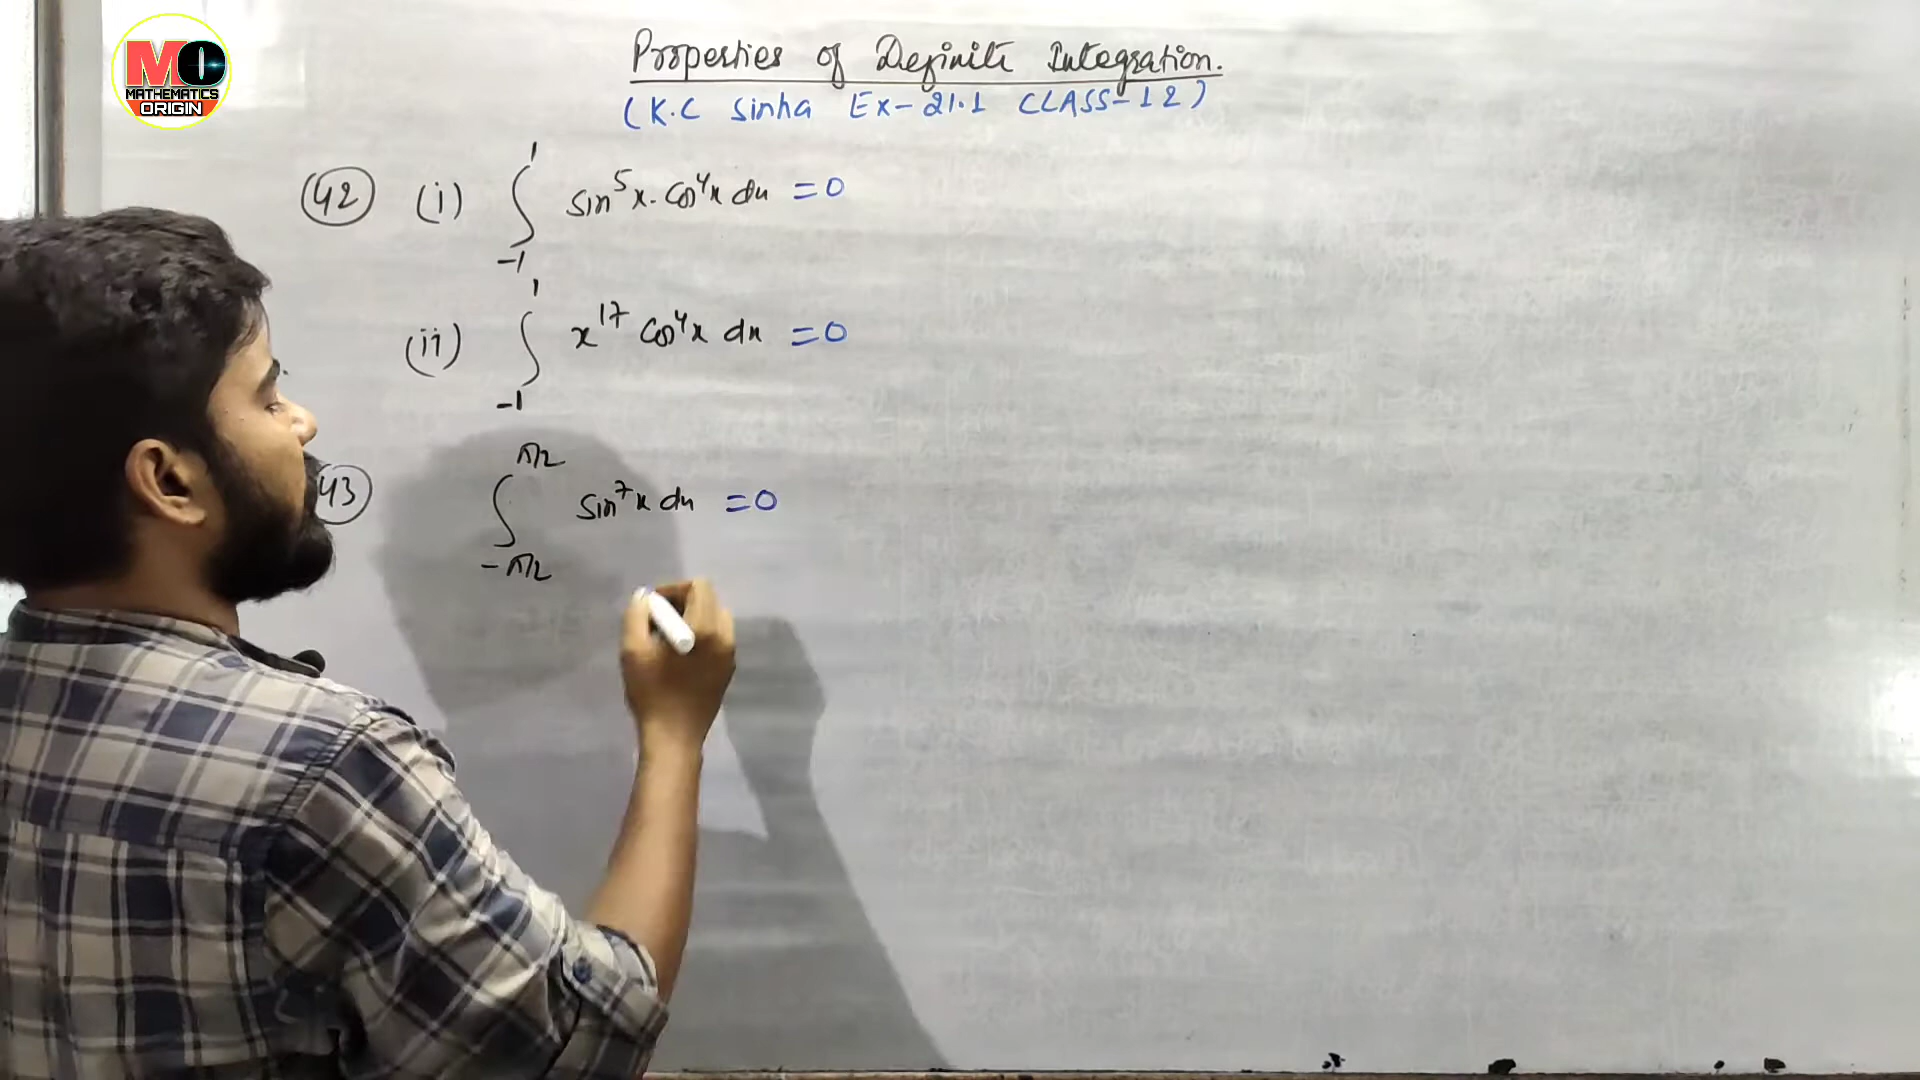 MO
MATHEMATICS
ORIGIN
Properties of Definite Integration.
(K.C Sinha Ex-21.1 CLASS-12)
42 (i) ∫_{-1}^{1} sin⁵x.cos⁴x dx =0
(ii) ∫_{-1}^{1} x¹⁷ cos⁴x dx =0
43 ∫_{-π/2}^{π/2} sin⁷x dx =0